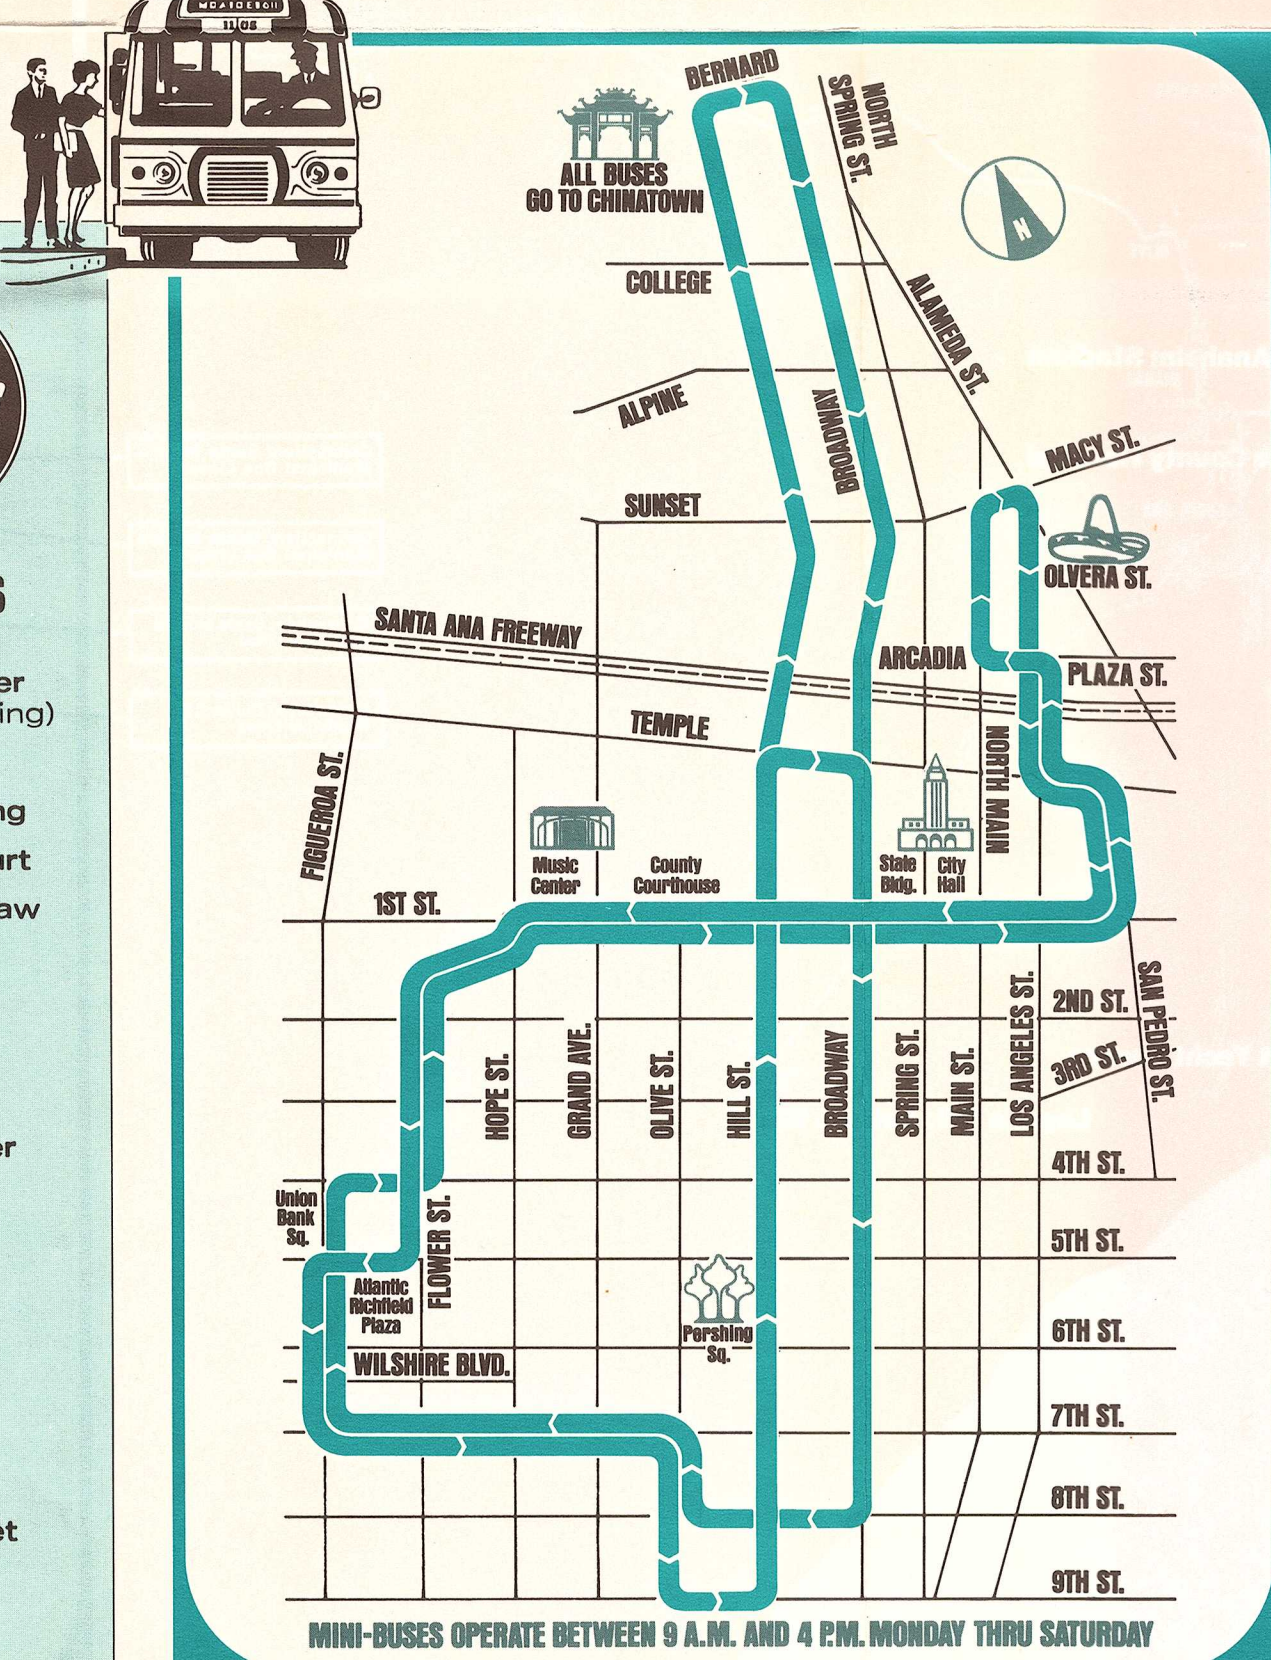 1105
BERNARD
NORTH
SPRING ST.
ALL BUSES
GO TO CHINATOWN
N
COLLEGE
ALAMEDA ST.
ALPINE
BROADWAY
MACY ST.
SUNSET
OLVERA ST.
SANTA ANA FREEWAY
ARCADIA
PLAZA ST.
TEMPLE
NORTH MAIN
FIGUEROA ST.
Music
Center
County
Courthouse
State
Bldg.
City
Hall
1ST ST.
SAN PEDRO ST.
2ND ST.
3RD ST.
HOPE ST.
GRAND AVE.
OLIVE ST.
HILL ST.
BROADWAY
SPRING ST.
MAIN ST.
LOS ANGELES ST.
4TH ST.
Union
Bank
Sq.
FLOWER ST.
5TH ST.
Atlantic
Richfield
Plaza
Pershing
Sq.
6TH ST.
WILSHIRE BLVD.
7TH ST.
8TH ST.
9TH ST.
MINI-BUSES OPERATE BETWEEN 9 A.M. AND 4 P.M. MONDAY THRU SATURDAY
S
er
ing)
ng
urt
aw
er
et